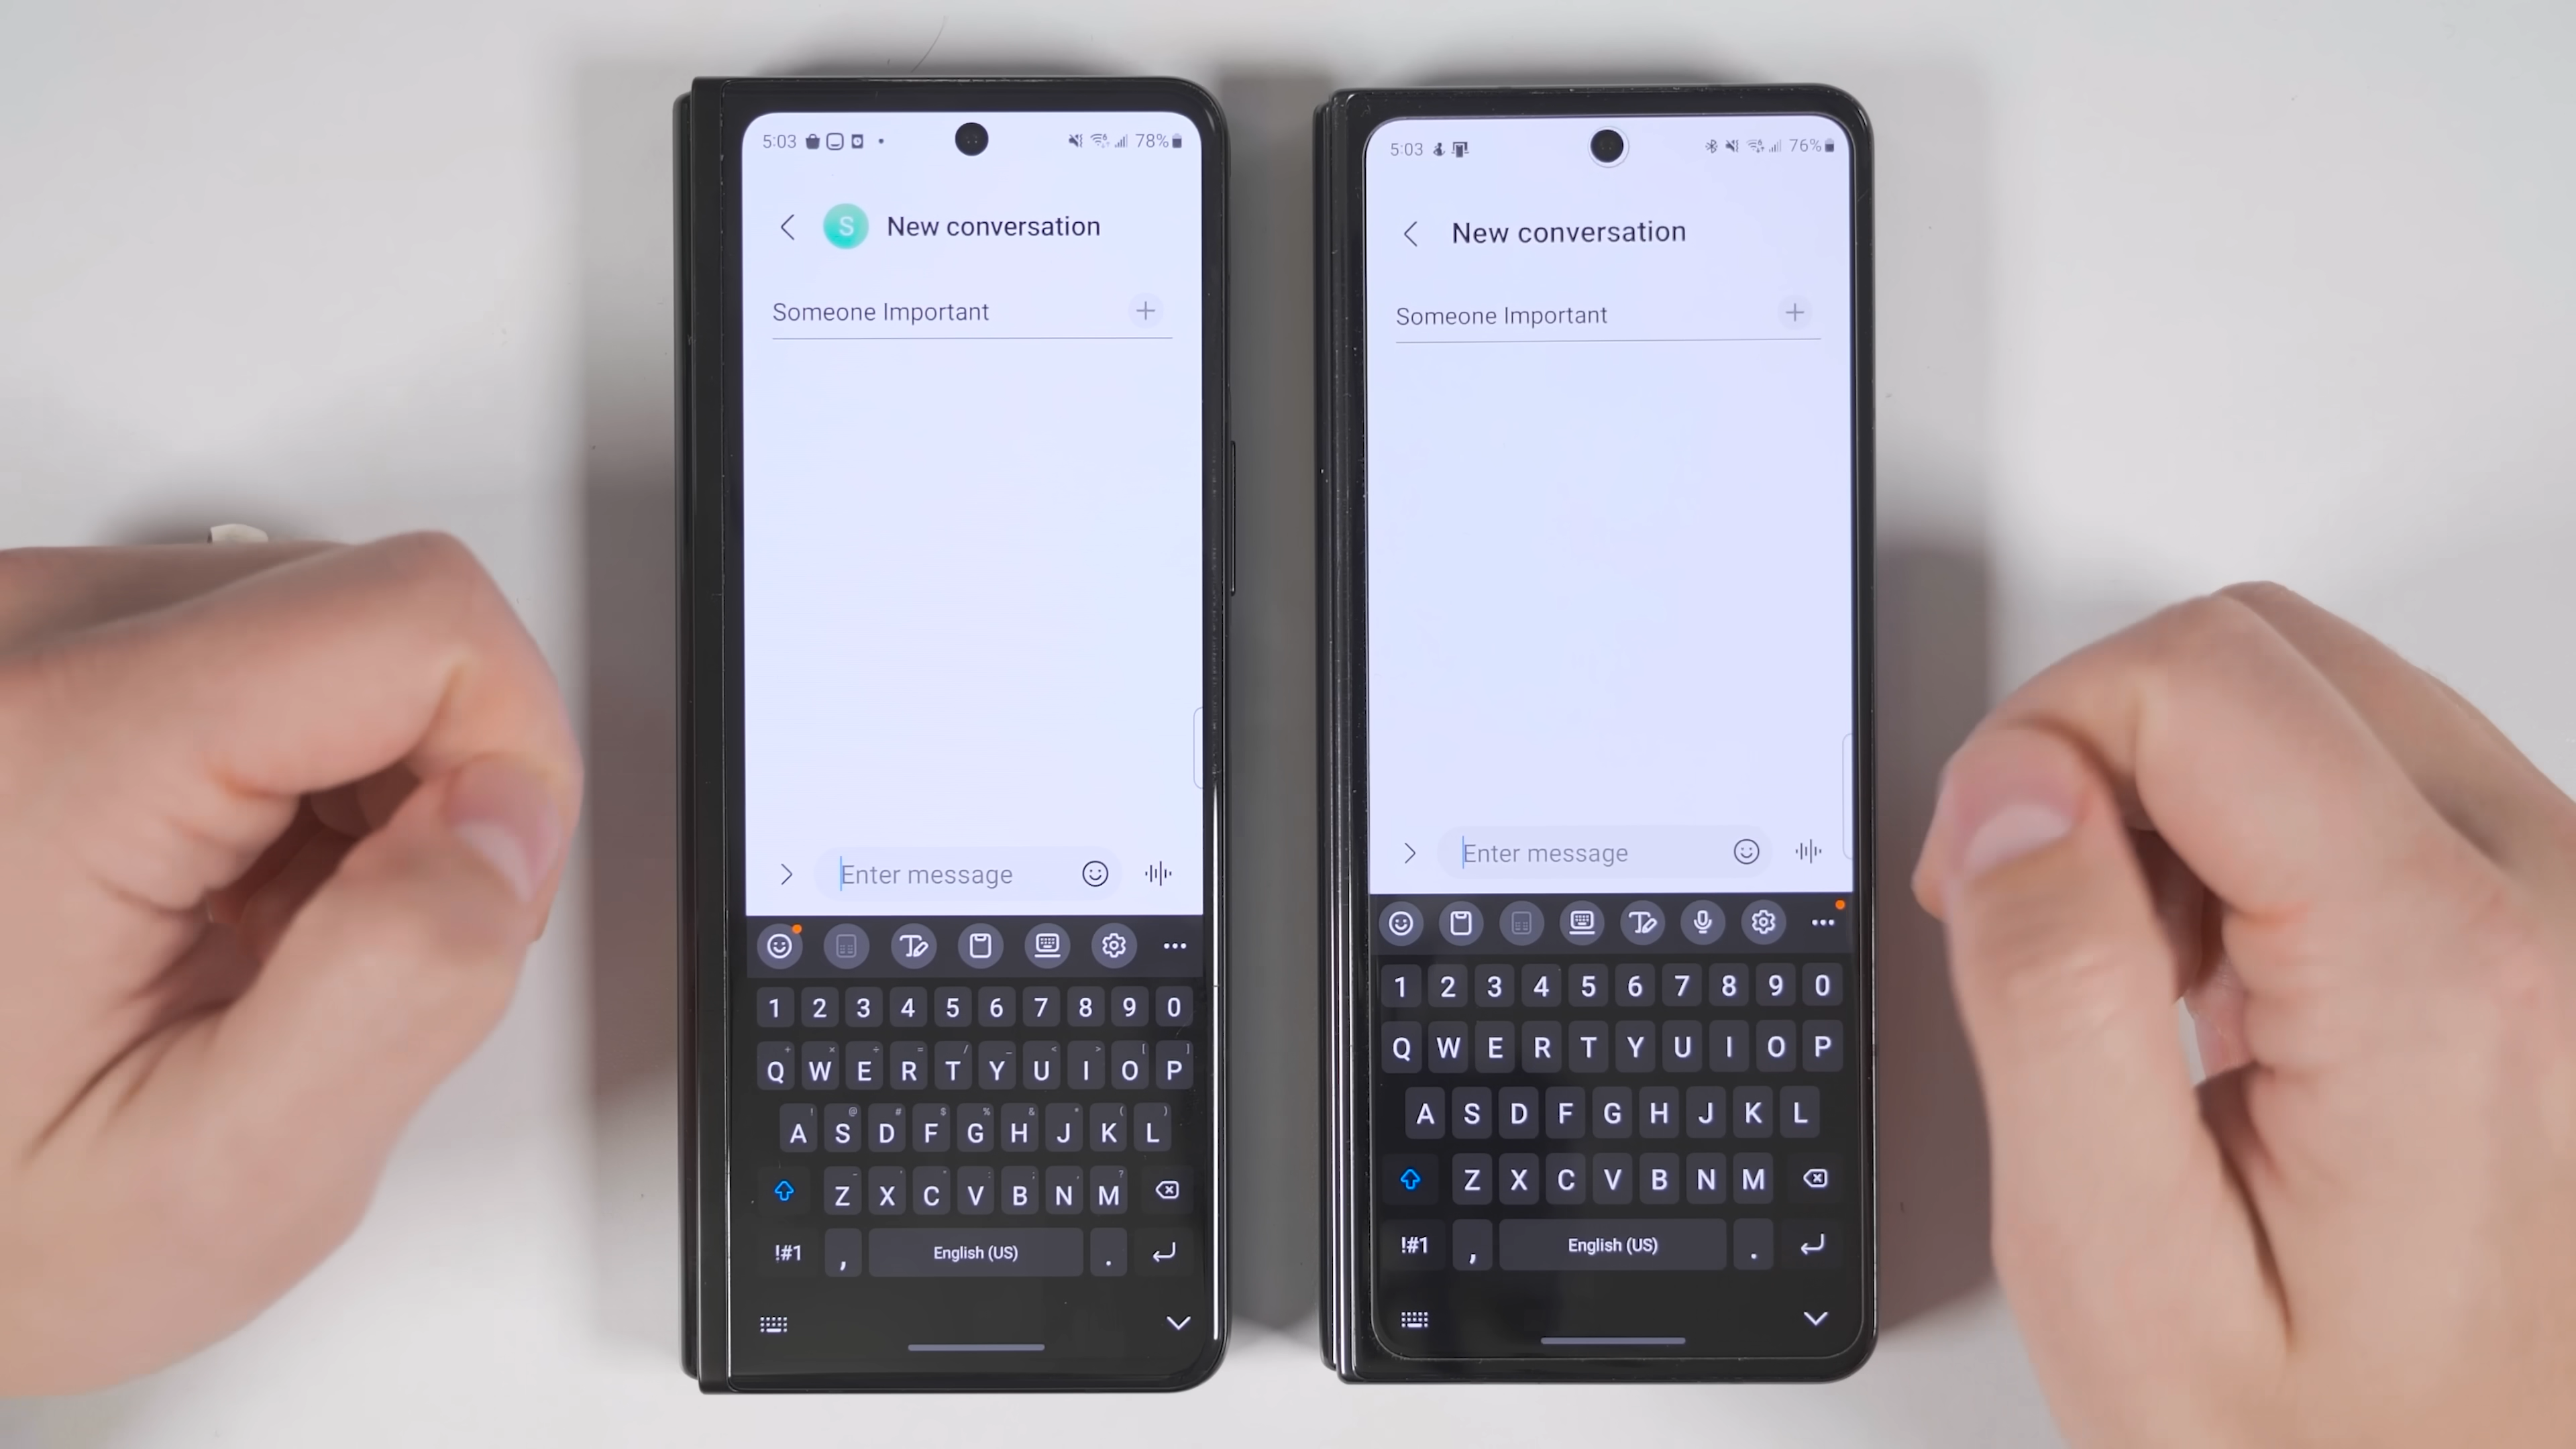 5:03
78%
S New conversation
Someone Important
Enter message
1 2 3 4 5 6 7 8 9 0
Q W E R T Y U I O P
A S D F G H J K L
Z X C V B N M
!#1 , English (US) .
5:03
76%
New conversation
Someone Important
Enter message
1 2 3 4 5 6 7 8 9 0
Q W E R T Y U I O P
A S D F G H J K L
Z X C V B N M
!#1 , English (US) .